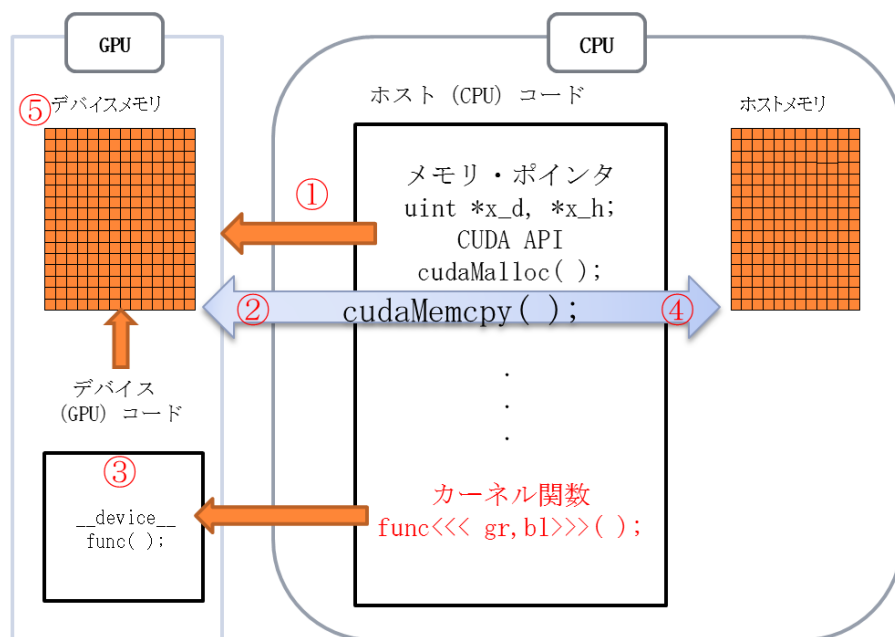 GPU
CPU
⑤デバイスメモリ
ホスト (CPU) コード
ホストメモリ
メモリ・ポインタ
①
uint *x_d, *x_h;
CUDA API
cudaMalloc( );
② cudaMemcpy( ); ④
.
.
.
デバイス
(GPU) コード
③
__device__
func( );
カーネル関数
func<<< gr,bl>>>( );